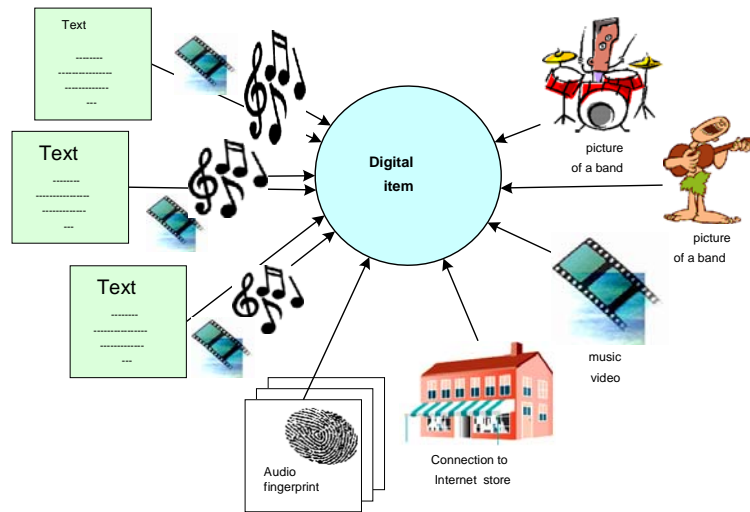 Text
--------
----------------
-------------
---
Text
--------
----------------
-------------
---
Text
--------
----------------
-------------
---
Digital
item
picture
of a band
picture
of a band
music
video
Connection to
Internet store
Audio
fingerprint